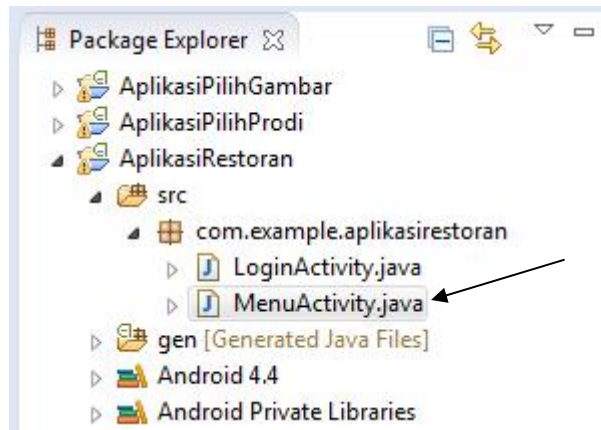 Package Explorer
AplikasiPilihGambar
AplikasiPilihProdi
AplikasiRestoran
src
com.example.aplikasirestoran
LoginActivity.java
MenuActivity.java
gen [Generated Java Files]
Android 4.4
Android Private Libraries